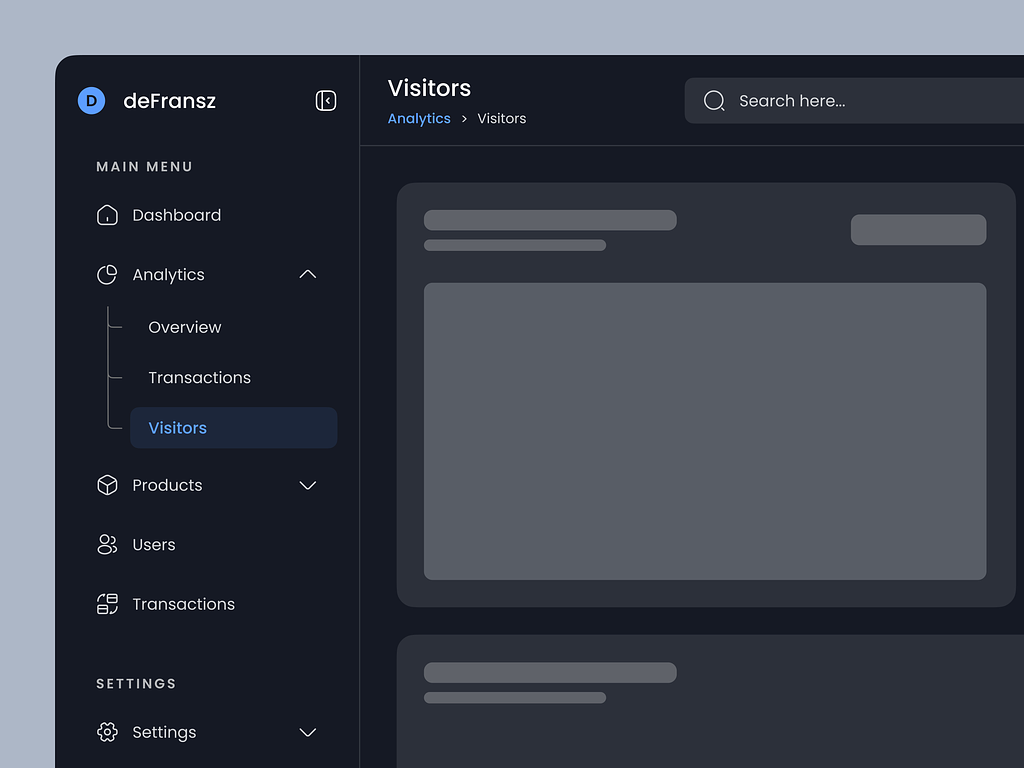 D deFransz
MAIN MENU
Dashboard
Analytics
Overview
Transactions
Visitors
Products
Users
Transactions
SETTINGS
Settings
Visitors
Analytics > Visitors
Search here...